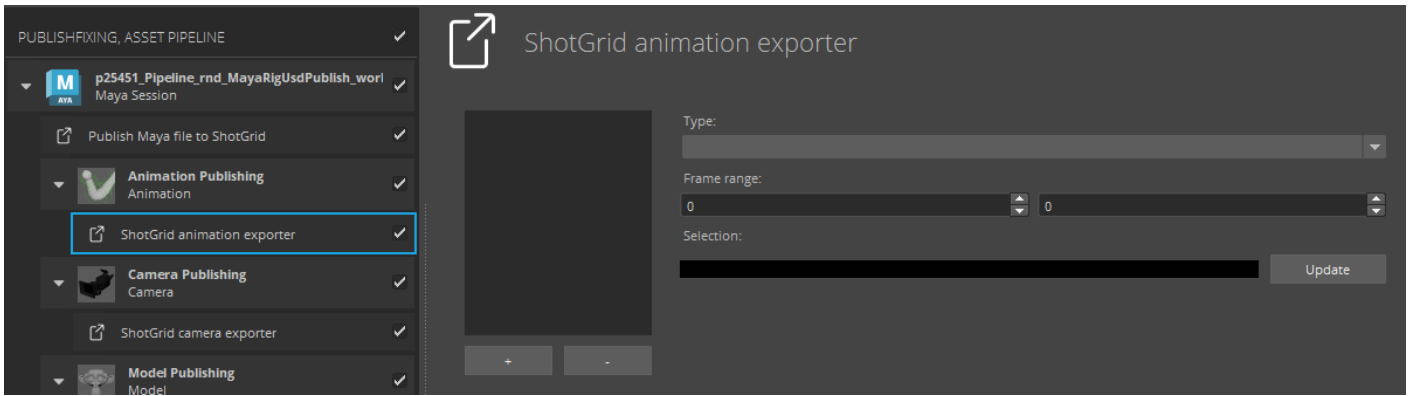 PUBLISHFIXING, ASSET PIPELINE
M
AYA
p25451_Pipeline_rnd_MayaRigUsdPublish_worl
Maya Session
Publish Maya file to ShotGrid
Animation Publishing
Animation
ShotGrid animation exporter
Camera Publishing
Camera
ShotGrid camera exporter
Model Publishing
Model
ShotGrid animation exporter
Type:
Frame range:
0
0
Selection:
Update
+
-